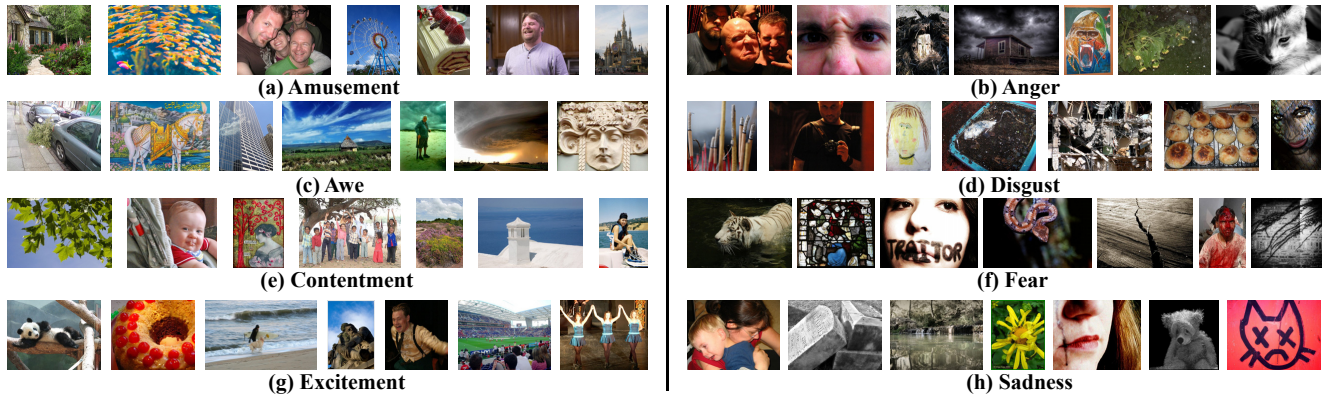 (a) Amusement
(b) Anger
(c) Awe
(d) Disgust
TRAITOR
(e) Contentment
(f) Fear
(g) Excitement
(h) Sadness